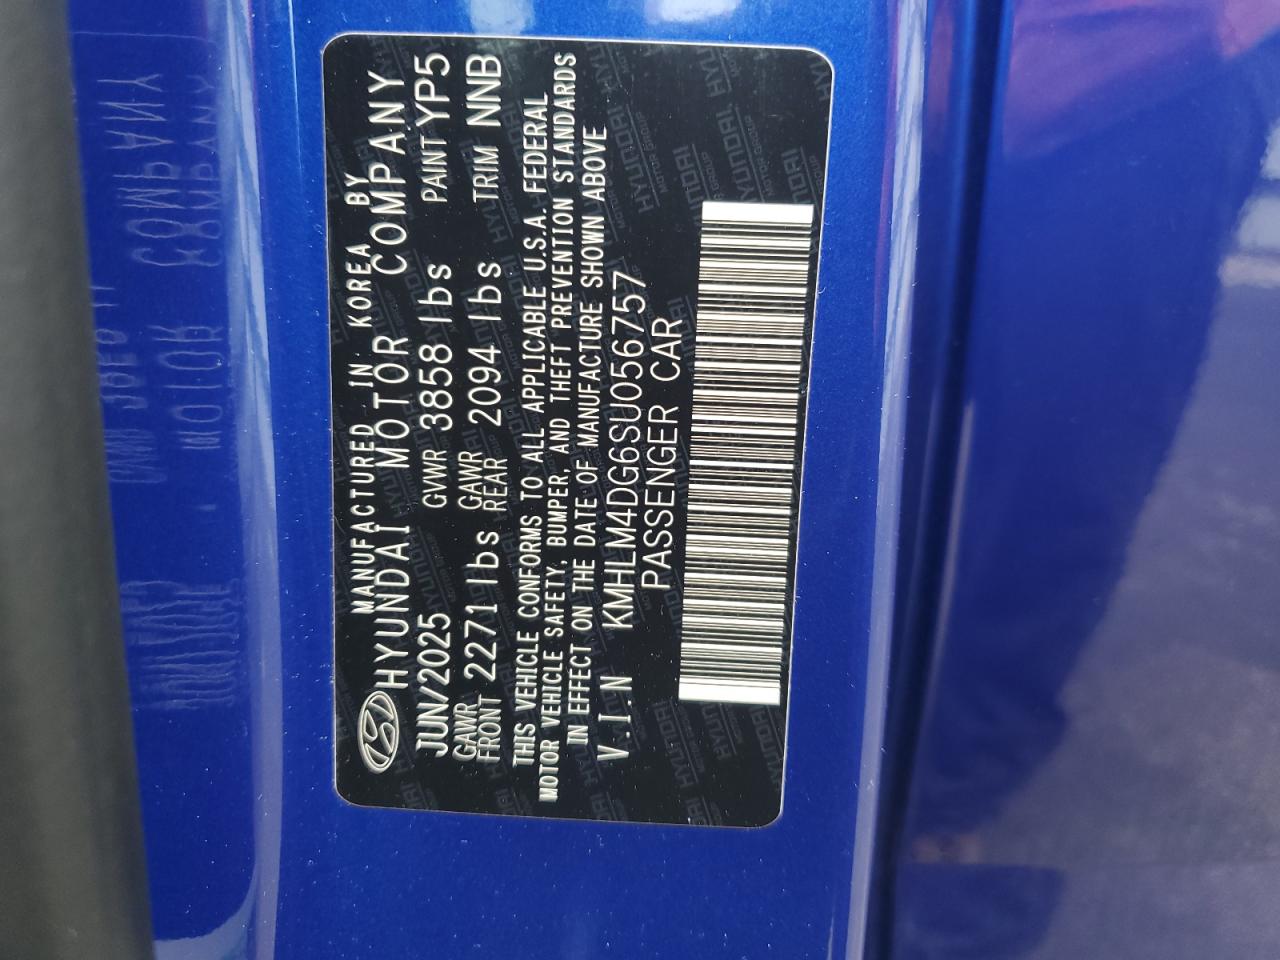 MANUFACTURED IN KOREA BY
HYUNDAI MOTOR COMPANY
JUN/2025 GVWR 3858 lbs PAINT YP5
GAWR FRONT 2271 lbs GAWR REAR 2094 lbs TRIM NNB
THIS VEHICLE CONFORMS TO ALL APPLICABLE U.S.A. FEDERAL
MOTOR VEHICLE SAFETY, BUMPER, AND THEFT PREVENTION STANDARDS
IN EFFECT ON THE DATE OF MANUFACTURE SHOWN ABOVE
V.I.N KMHLM4DG6SU056757
PASSENGER CAR